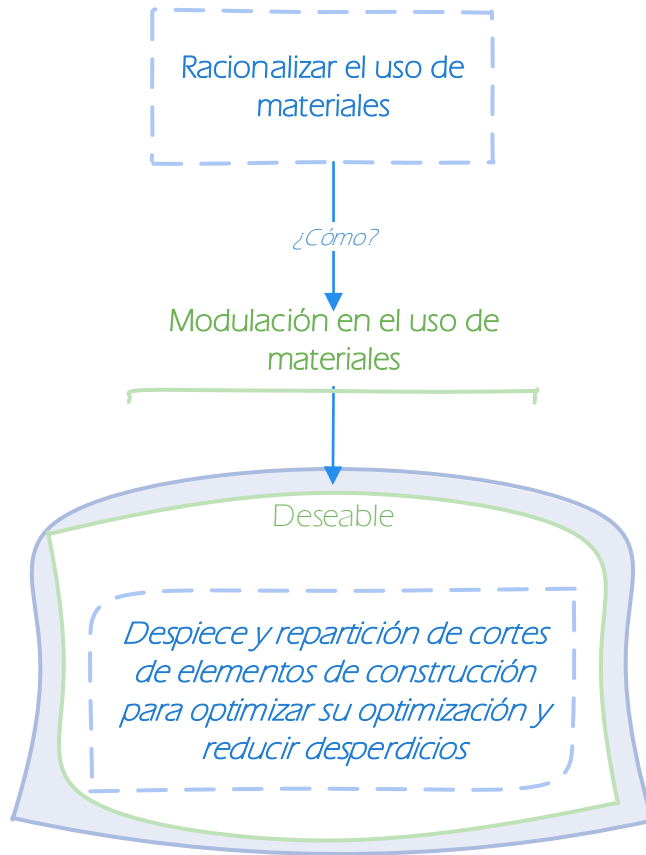 Racionalizar el uso de
materiales
¿Cómo?
Modulación en el uso de
materiales
Deseable
Despiece y repartición de cortes
de elementos de construcción
para optimizar su optimización y
reducir desperdicios